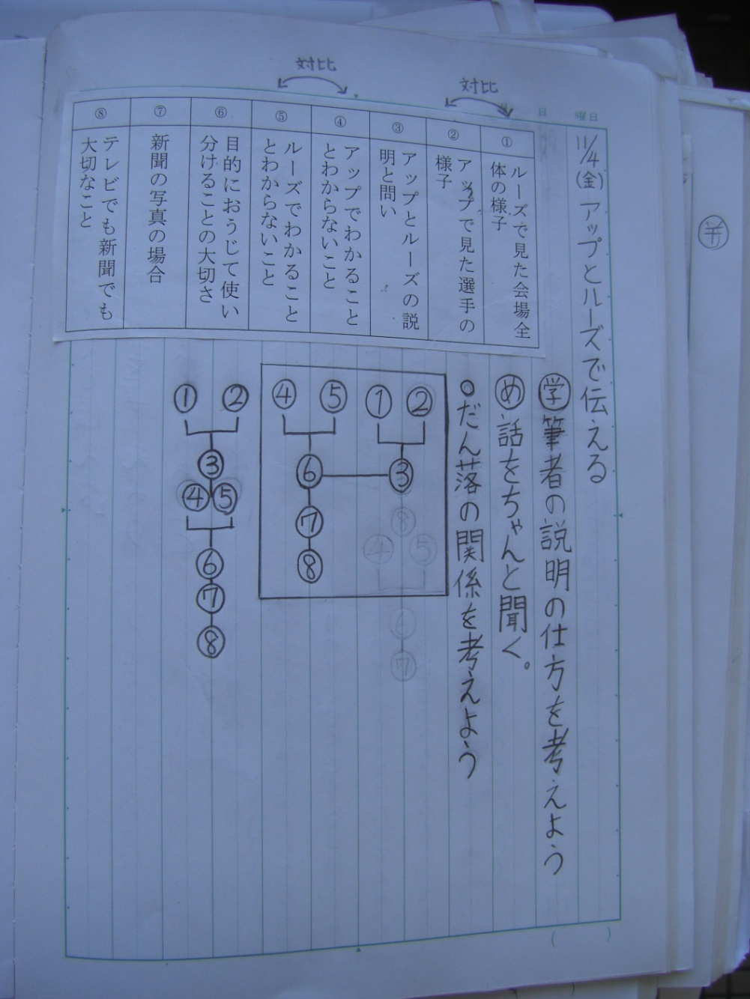 日 曜日
11/4(金) アップとルーズで伝える
学 筆者の説明の仕方を考えよう
め 話をちゃんと聞く。
○だん落の関係を考えよう
対比
対比
①
ルーズで見た会場全
体の様子
②
アップで見た選手の
様子
③
アップとルーズの説
明と問い
④
アップでわかること
とわからないこと
⑤
ルーズでわかること
とわからないこと
⑥
目的におうじて使い
分けることの大切さ
⑦
新聞の写真の場合
⑧
テレビでも新聞でも
大切なこと
④ ⑤ ① ②
⑥ ③
⑦
⑧
⑧
④ ⑤
⑥
⑦
① ②
③
④ ⑤
⑥
⑦
⑧
( )